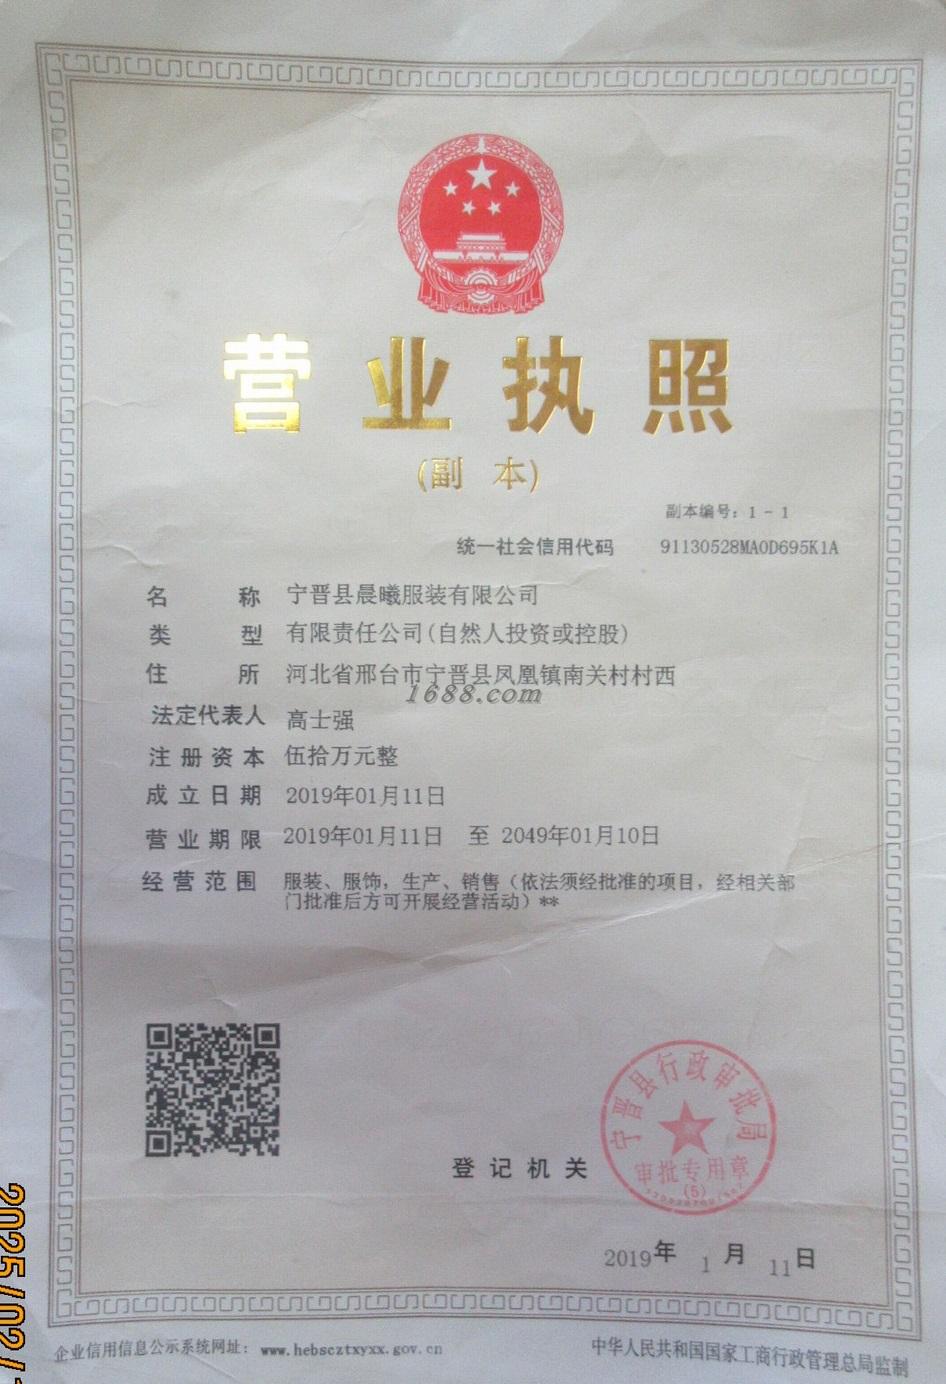 营业执照
(副 本)
副本编号：1-1
统一社会信用代码 91130528MA0D695K1A
名 称 宁晋县晨曦服装有限公司
类 型 有限责任公司(自然人投资或控股)
住 所 河北省邢台市宁晋县凤凰镇南关村村西
1688.com
法定代表人 高士强
注册资本 伍拾万元整
成立日期 2019年01月11日
营业期限 2019年01月11日 至 2049年01月10日
经营范围 服装、服饰，生产、销售（依法须经批准的项目，经相关部
门批准后方可开展经营活动）**
宁晋县行政审批局
审批专用章
(5)
登记机关
2019年 1月 11日
2025/02/
企业信用信息公示系统网址：www.hebscztxyxx.gov.cn
中华人民共和国国家工商行政管理总局监制